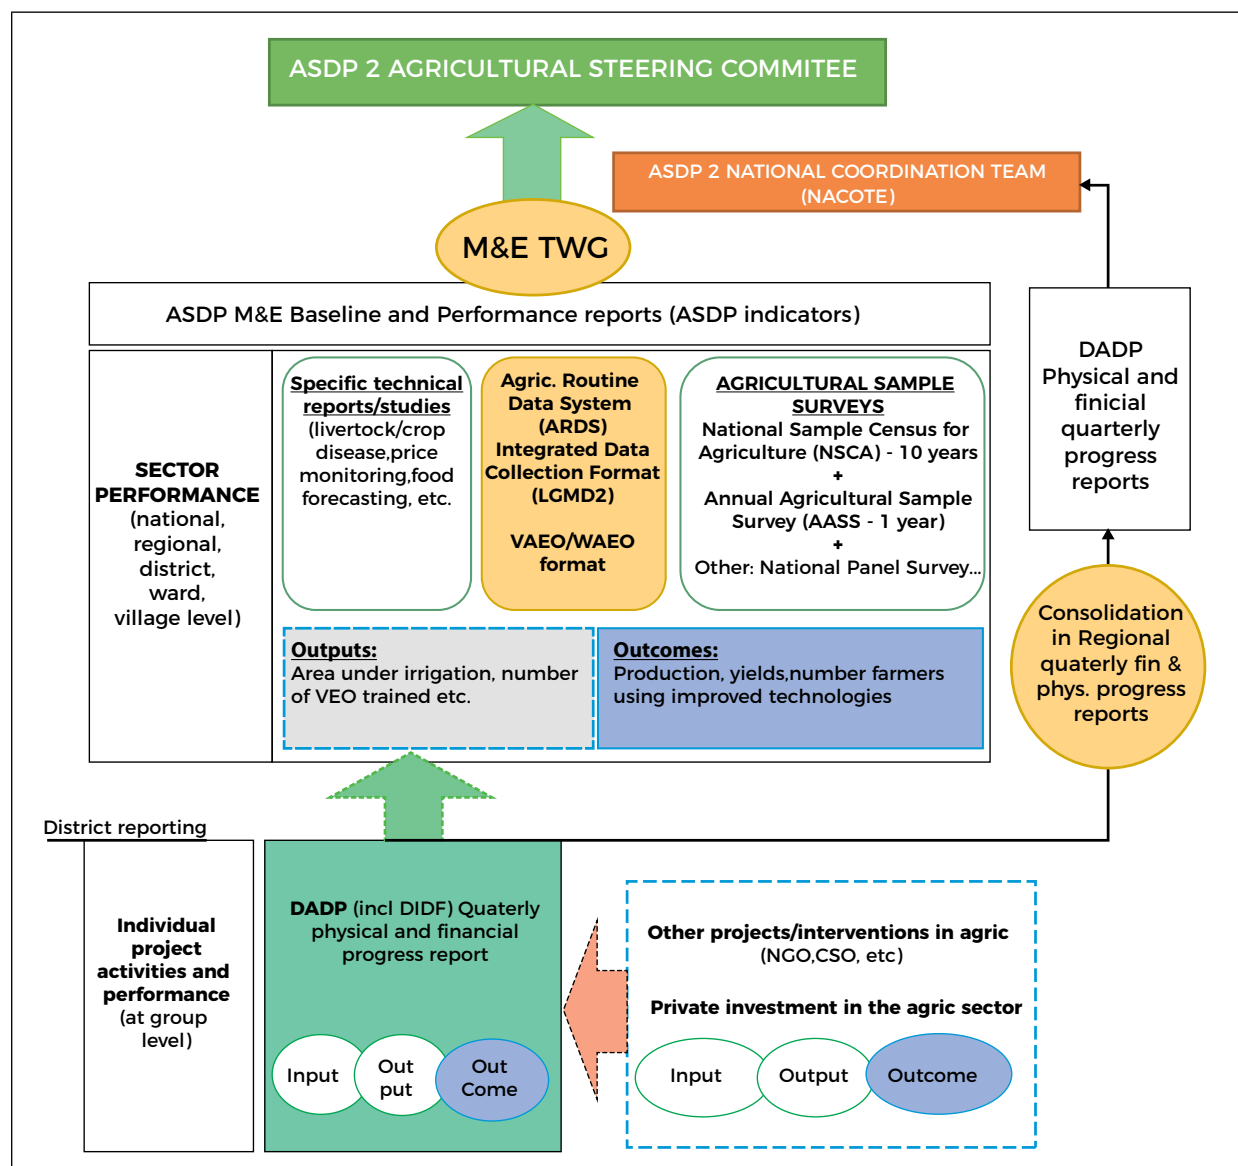 ASDP 2 AGRICULTURAL STEERING COMMITEE
ASDP 2 NATIONAL COORDINATION TEAM
(NACOTE)
M&E TWG
ASDP M&E Baseline and Performance reports (ASDP indicators)
SECTOR
PERFORMANCE
(national,
regional,
district,
ward,
village level)
Specific technical
reports/studies
(livertock/crop
disease,price
monitoring,food
forecasting, etc.
Agric. Routine
Data System
(ARDS)
Integrated Data
Collection Format
(LGMD2)
VAEO/WAEO
format
AGRICULTURAL SAMPLE
SURVEYS
National Sample Census for
Agriculture (NSCA) - 10 years
+
Annual Agricultural Sample
Survey (AASS - 1 year)
+
Other: National Panel Survey...
Outputs:
Area under irrigation, number
of VEO trained etc.
Outcomes:
Production, yields,number farmers
using improved technologies
DADP
Physical and
finicial
quarterly
progress
reports
Consolidation
in Regional
quaterly fin &
phys. progress
reports
District reporting
Individual
project
activities and
performance
(at group
level)
DADP (incl DIDF) Quaterly
physical and financial
progress report
Input
Out
put
Out
Come
Other projects/interventions in agric
(NGO,CSO, etc)
Private investment in the agric sector
Input
Output
Outcome